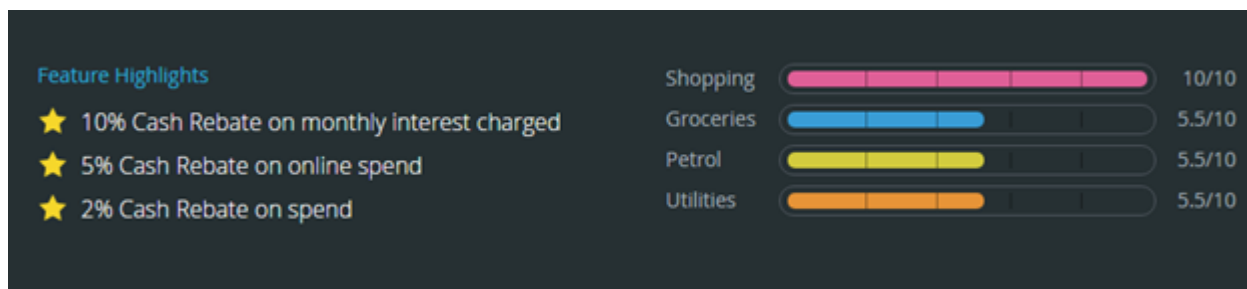 Feature Highlights
10% Cash Rebate on monthly interest charged
5% Cash Rebate on online spend
2% Cash Rebate on spend
Shopping 10/10
Groceries 5.5/10
Petrol 5.5/10
Utilities 5.5/10